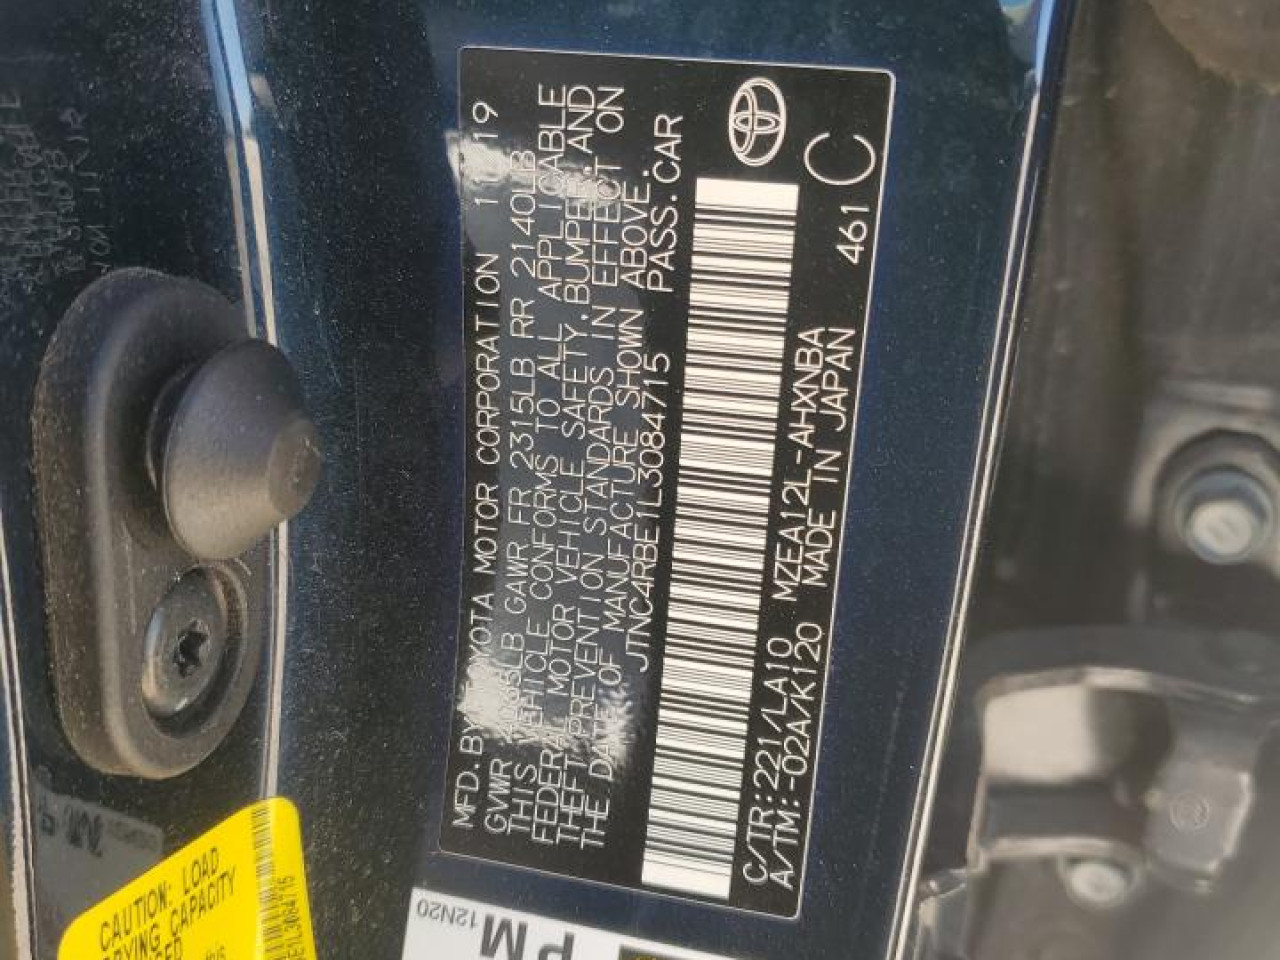 MFD.BY TOYOTA MOTOR CORPORATION 19
GVWR LB GAWR FR 2315LB RR 2140LB
THIS VEHICLE CONFORMS TO ALL APPLICABLE
FEDERAL MOTOR VEHICLE SAFETY,BUMPER,AND
THEFT PREVENTION STANDARDS IN EFFECT ON
THE DATE OF MANUFACTURE SHOWN ABOVE.
JTNC4RBE1L3084715 PASS.CAR
C/TR:221/LA10 MZEA12L-AHXNBA 461 C
A/TM:-02A/K120 MADE IN JAPAN
CAUTION: LOAD
CARRYING CAPACITY
this
E1L3084715
12N20
PM